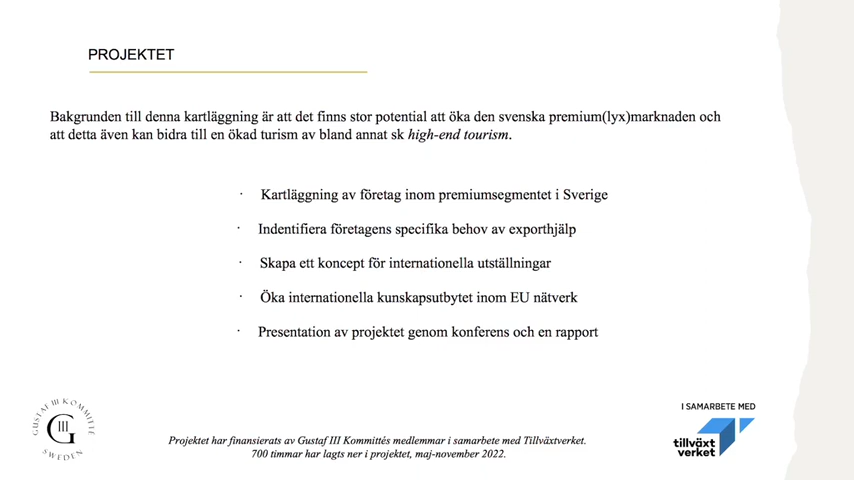 PROJEKTET
Bakgrunden till denna kartläggning är att det finns stor potential att öka den svenska premium(lyx)marknaden och
att detta även kan bidra till en ökad turism av bland annat sk high-end tourism.
· Kartläggning av företag inom premiumsegmentet i Sverige
· Indentifiera företagens specifika behov av exporthjälp
· Skapa ett koncept för internationella utställningar
· Öka internationella kunskapsutbytet inom EU nätverk
· Presentation av projektet genom konferens och en rapport
GUSTAF III KOMMITTÉ
G III
SWEDEN
Projektet har finansierats av Gustaf III Kommittés medlemmar i samarbete med Tillväxtverket.
700 timmar har lagts ner i projektet, maj-november 2022.
I SAMARBETE MED
tillväxt
verket